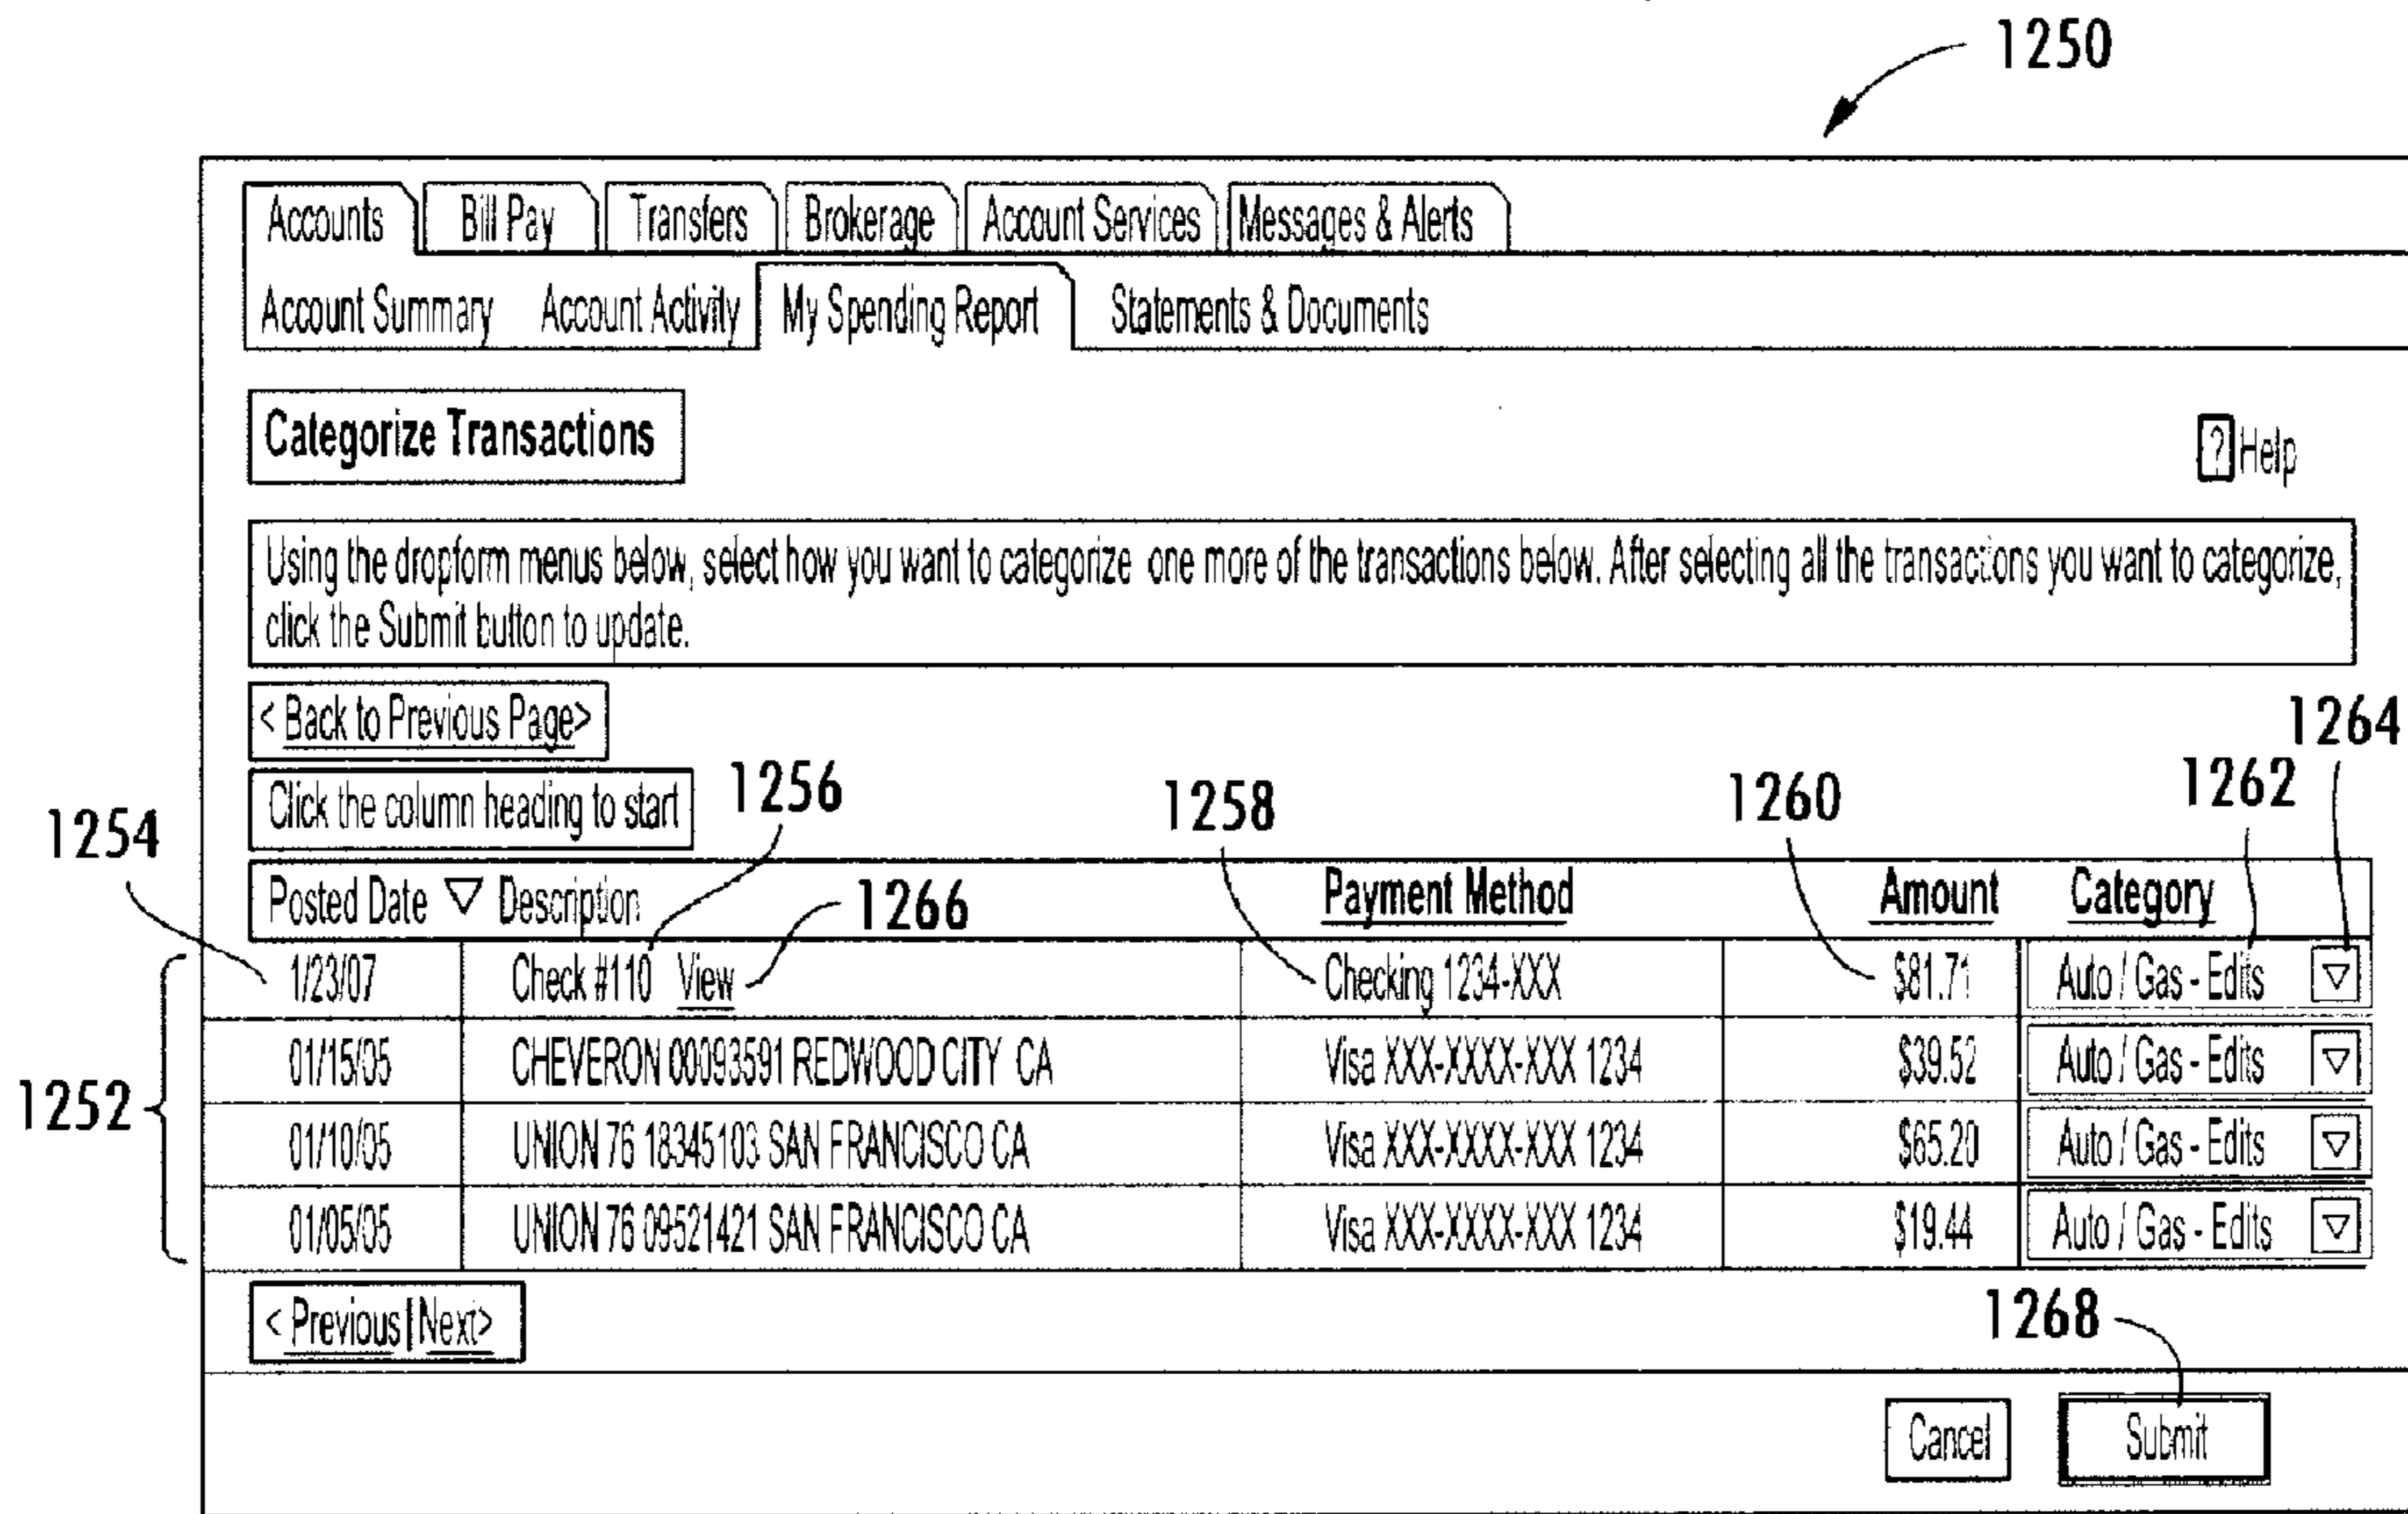 1250
Accounts Bill Pay Transfers Brokerage Account Services Messages & Alerts
Account Summary Account Activity My Spending Report Statements & Documents
Categorize Transactions
? Help
Using the dropform menus below, select how you want to categorize one more of the transactions below. After selecting all the transactions you want to categorize,
click the Submit button to update.
< Back to Previous Page>
1264
1256 1258 1260 1262
Click the column heading to start
1254
Posted Date ▽ Description 1266 Payment Method Amount Category
1/23/07 Check #110 View Checking 1234-XXX $81.71 Auto / Gas - Edits
01/15/05 CHEVERON 00093591 REDWOOD CITY CA Visa XXX-XXXX-XXX 1234 $39.52 Auto / Gas - Edits
1252
01/10/05 UNION 76 18345103 SAN FRANCISCO CA Visa XXX-XXXX-XXX 1234 $65.20 Auto / Gas - Edits
01/05/05 UNION 76 09521421 SAN FRANCISCO CA Visa XXX-XXXX-XXX 1234 $19.44 Auto / Gas - Edits
< Previous | Next>
1268
Cancel Submit